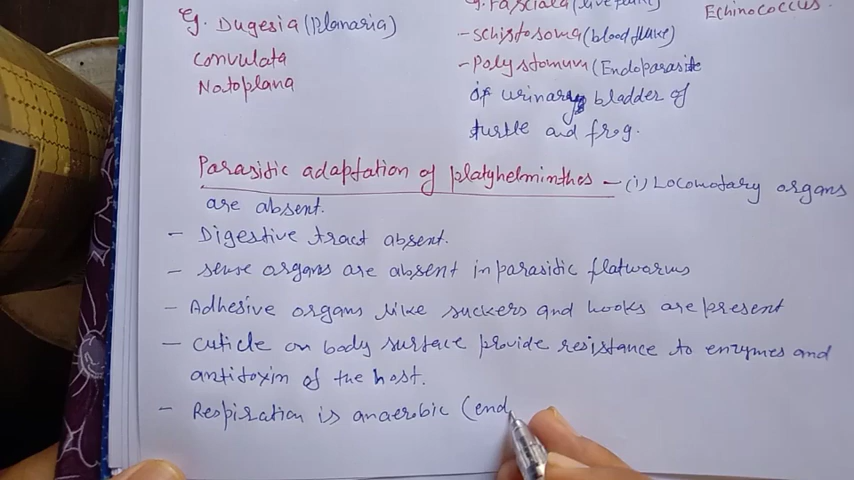 Eg. Dugesia (Planaria)
Convulata
Notoplana
Fasciala (liverfluke)
- Schistosoma (bloodfluke)
- Polystomum (Endoparasite
of urinary bladder of
turtle and frog.
Echinococcus.
Parasitic adaptation of platyhelminthes - (i) Locomotary organs
are absent.
- Digestive tract absent.
- sense organs are absent in parasitic flatworms
- Adhesive organs like suckers and hooks are present
- Cuticle on body surface provide resistance to enzymes and
antitoxin of the host.
- Respiration is anaerobic (end